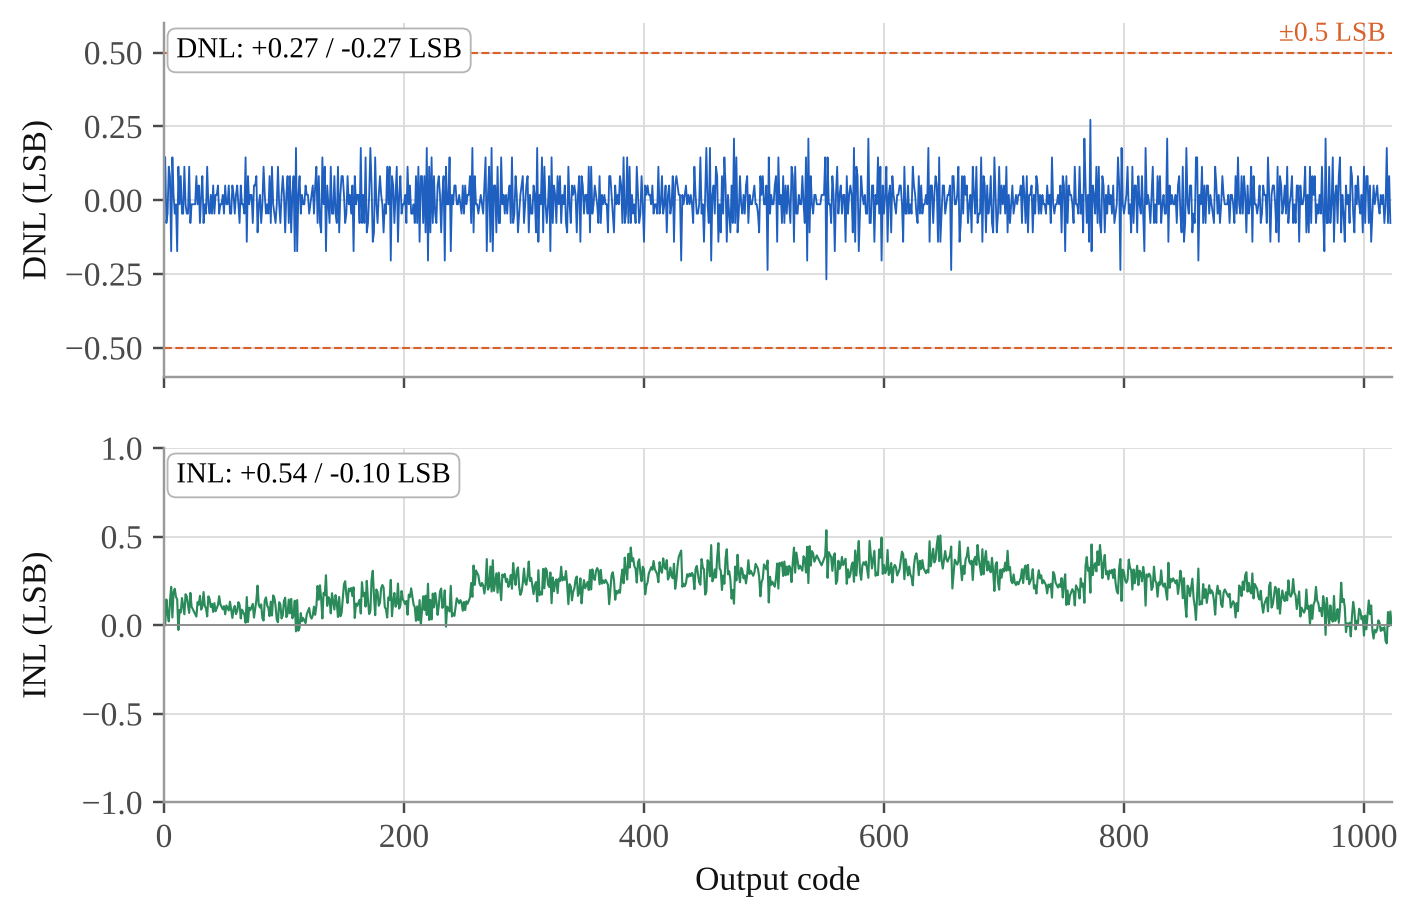 ±0.5 LSB
DNL: +0.27 / -0.27 LSB
0.50
0.25
0.00
−0.25
−0.50
DNL (LSB)
INL: +0.54 / -0.10 LSB
1.0
0.5
0.0
−0.5
−1.0
INL (LSB)
0 200 400 600 800 1000
Output code